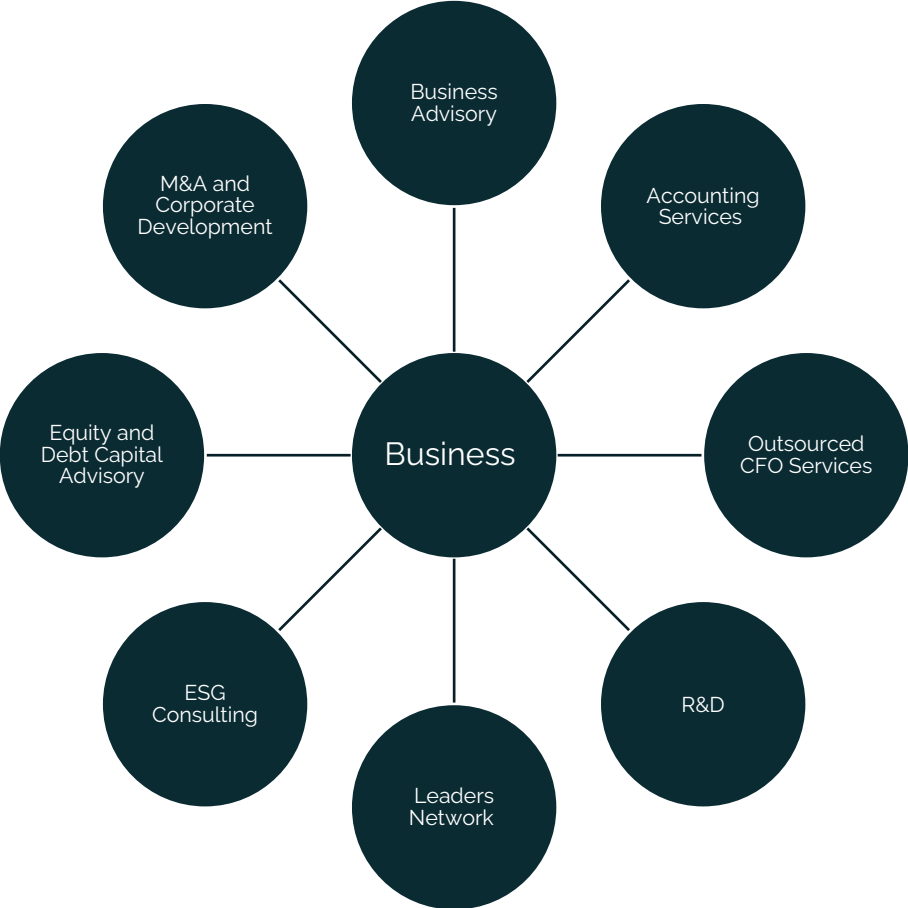 Business
Advisory
M&A and
Corporate
Development
Accounting
Services
Equity and
Debt Capital
Advisory
Business
Outsourced
CFO Services
ESG
Consulting
R&D
Leaders
Network